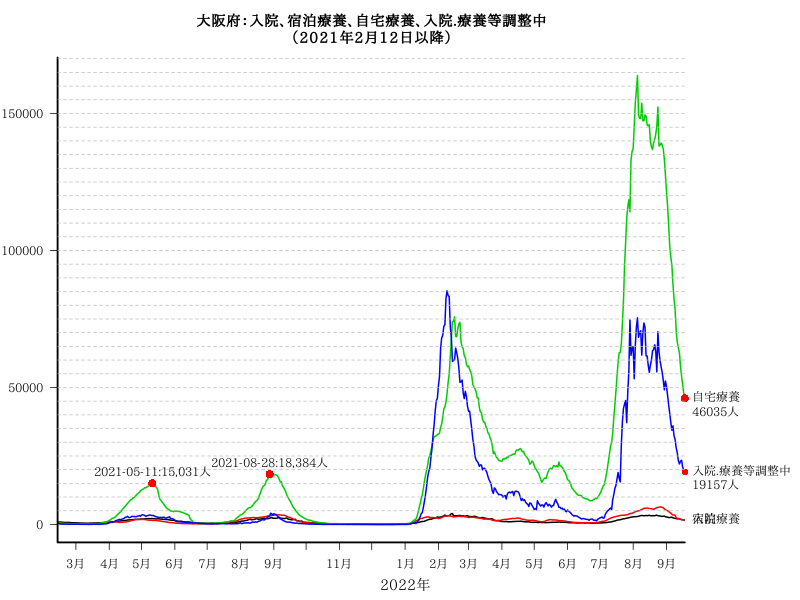 大阪府：入院、宿泊療養、自宅療養、入院.療養等調整中
（2021年2月12日以降）
150000
100000
50000
0
2021-05-11:15,031人
2021-08-28:18,384人
自宅療養
46035人
入院.療養等調整中
19157人
療養
3月 4月 5月 6月 7月 8月 9月 11月 1月 2月 3月 4月 5月 6月 7月 8月 9月
2022年